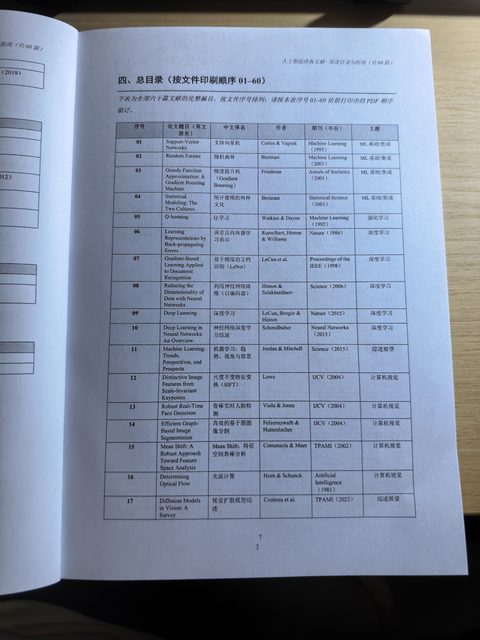 图库（共 60 篇）
（2019）
912）
人工智能经典文献 · 阅读目录与图库（共 60 篇）
四、总目录（按文件印刷顺序 01–60）
下表为全部六十篇文献的完整编目，按文件序号排列；请按本表序号 01–60 依据打印出的 PDF 顺序
装订。
序号 论文题目（英文原名） 中文译名 作者 期刊（年份） 主题
01 Support-Vector Networks 支持向量机 Cortes & Vapnik Machine Learning (1995) ML 基础/集成
02 Random Forests 随机森林 Breiman Machine Learning (2001) ML 基础/集成
03 Greedy Function Approximation: A Gradient Boosting Machine 梯度提升机（Gradient Boosting） Friedman Annals of Statistics (2001) ML 基础/集成
04 Statistical Modeling: The Two Cultures 统计建模的两种文化 Breiman Statistical Science (2001) ML 基础/集成
05 Q-learning Q 学习 Watkins & Dayan Machine Learning (1992) 强化学习
06 Learning Representations by Back-propagating Errors 误差反向传播学习表示 Rumelhart, Hinton & Williams Nature (1986) 深度学习
07 Gradient-Based Learning Applied to Document Recognition 基于梯度的文档识别（LeNet） LeCun et al. Proceedings of the IEEE (1998) 深度学习
08 Reducing the Dimensionality of Data with Neural Networks 利用神经网络降维（自编码器） Hinton & Salakhutdinov Science (2006) 深度学习
09 Deep Learning 深度学习 LeCun, Bengio & Hinton Nature (2015) 深度学习
10 Deep Learning in Neural Networks: An Overview 神经网络深度学习综述 Schmidhuber Neural Networks (2015) 深度学习
11 Machine Learning: Trends, Perspectives, and Prospects 机器学习：趋势、视角与前景 Jordan & Mitchell Science (2015) 综述展望
12 Distinctive Image Features from Scale-Invariant Keypoints 尺度不变特征变换（SIFT） Lowe IJCV (2004) 计算机视觉
13 Robust Real-Time Face Detection 鲁棒实时人脸检测 Viola & Jones IJCV (2004) 计算机视觉
14 Efficient Graph-Based Image Segmentation 高效的基于图图像分割 Felzenszwalb & Huttenlocher IJCV (2004) 计算机视觉
15 Mean Shift: A Robust Approach Toward Feature Space Analysis Mean Shift：特征空间鲁棒分析 Comaniciu & Meer TPAMI (2002) 计算机视觉
16 Determining Optical Flow 光流计算 Horn & Schunck Artificial Intelligence (1981) 计算机视觉
17 Diffusion Models in Vision: A Survey 视觉扩散模型综述 Croitoru et al. TPAMI (2023) 综述展望
7
7